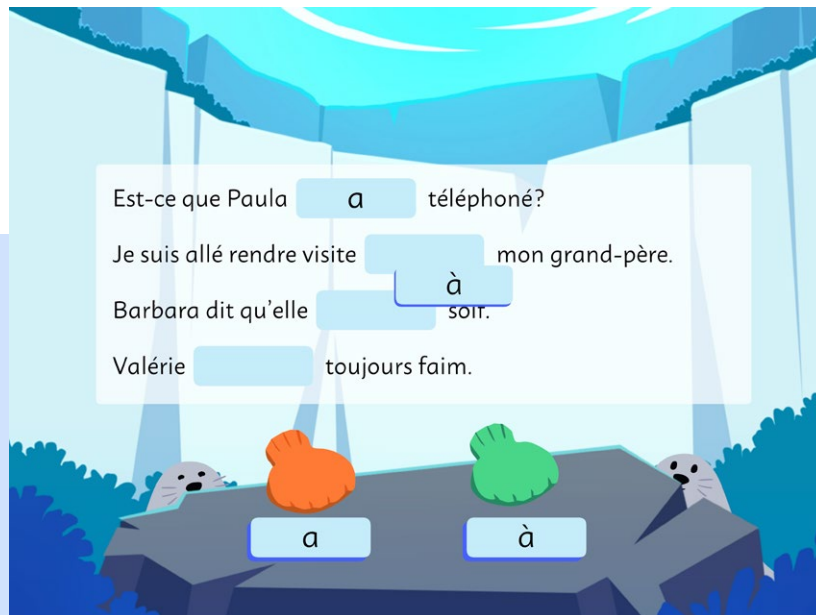 Est-ce que Paula a téléphoné?
Je suis allé rendre visite mon grand-père.
à
Barbara dit qu'elle soif.
Valérie toujours faim.
a à